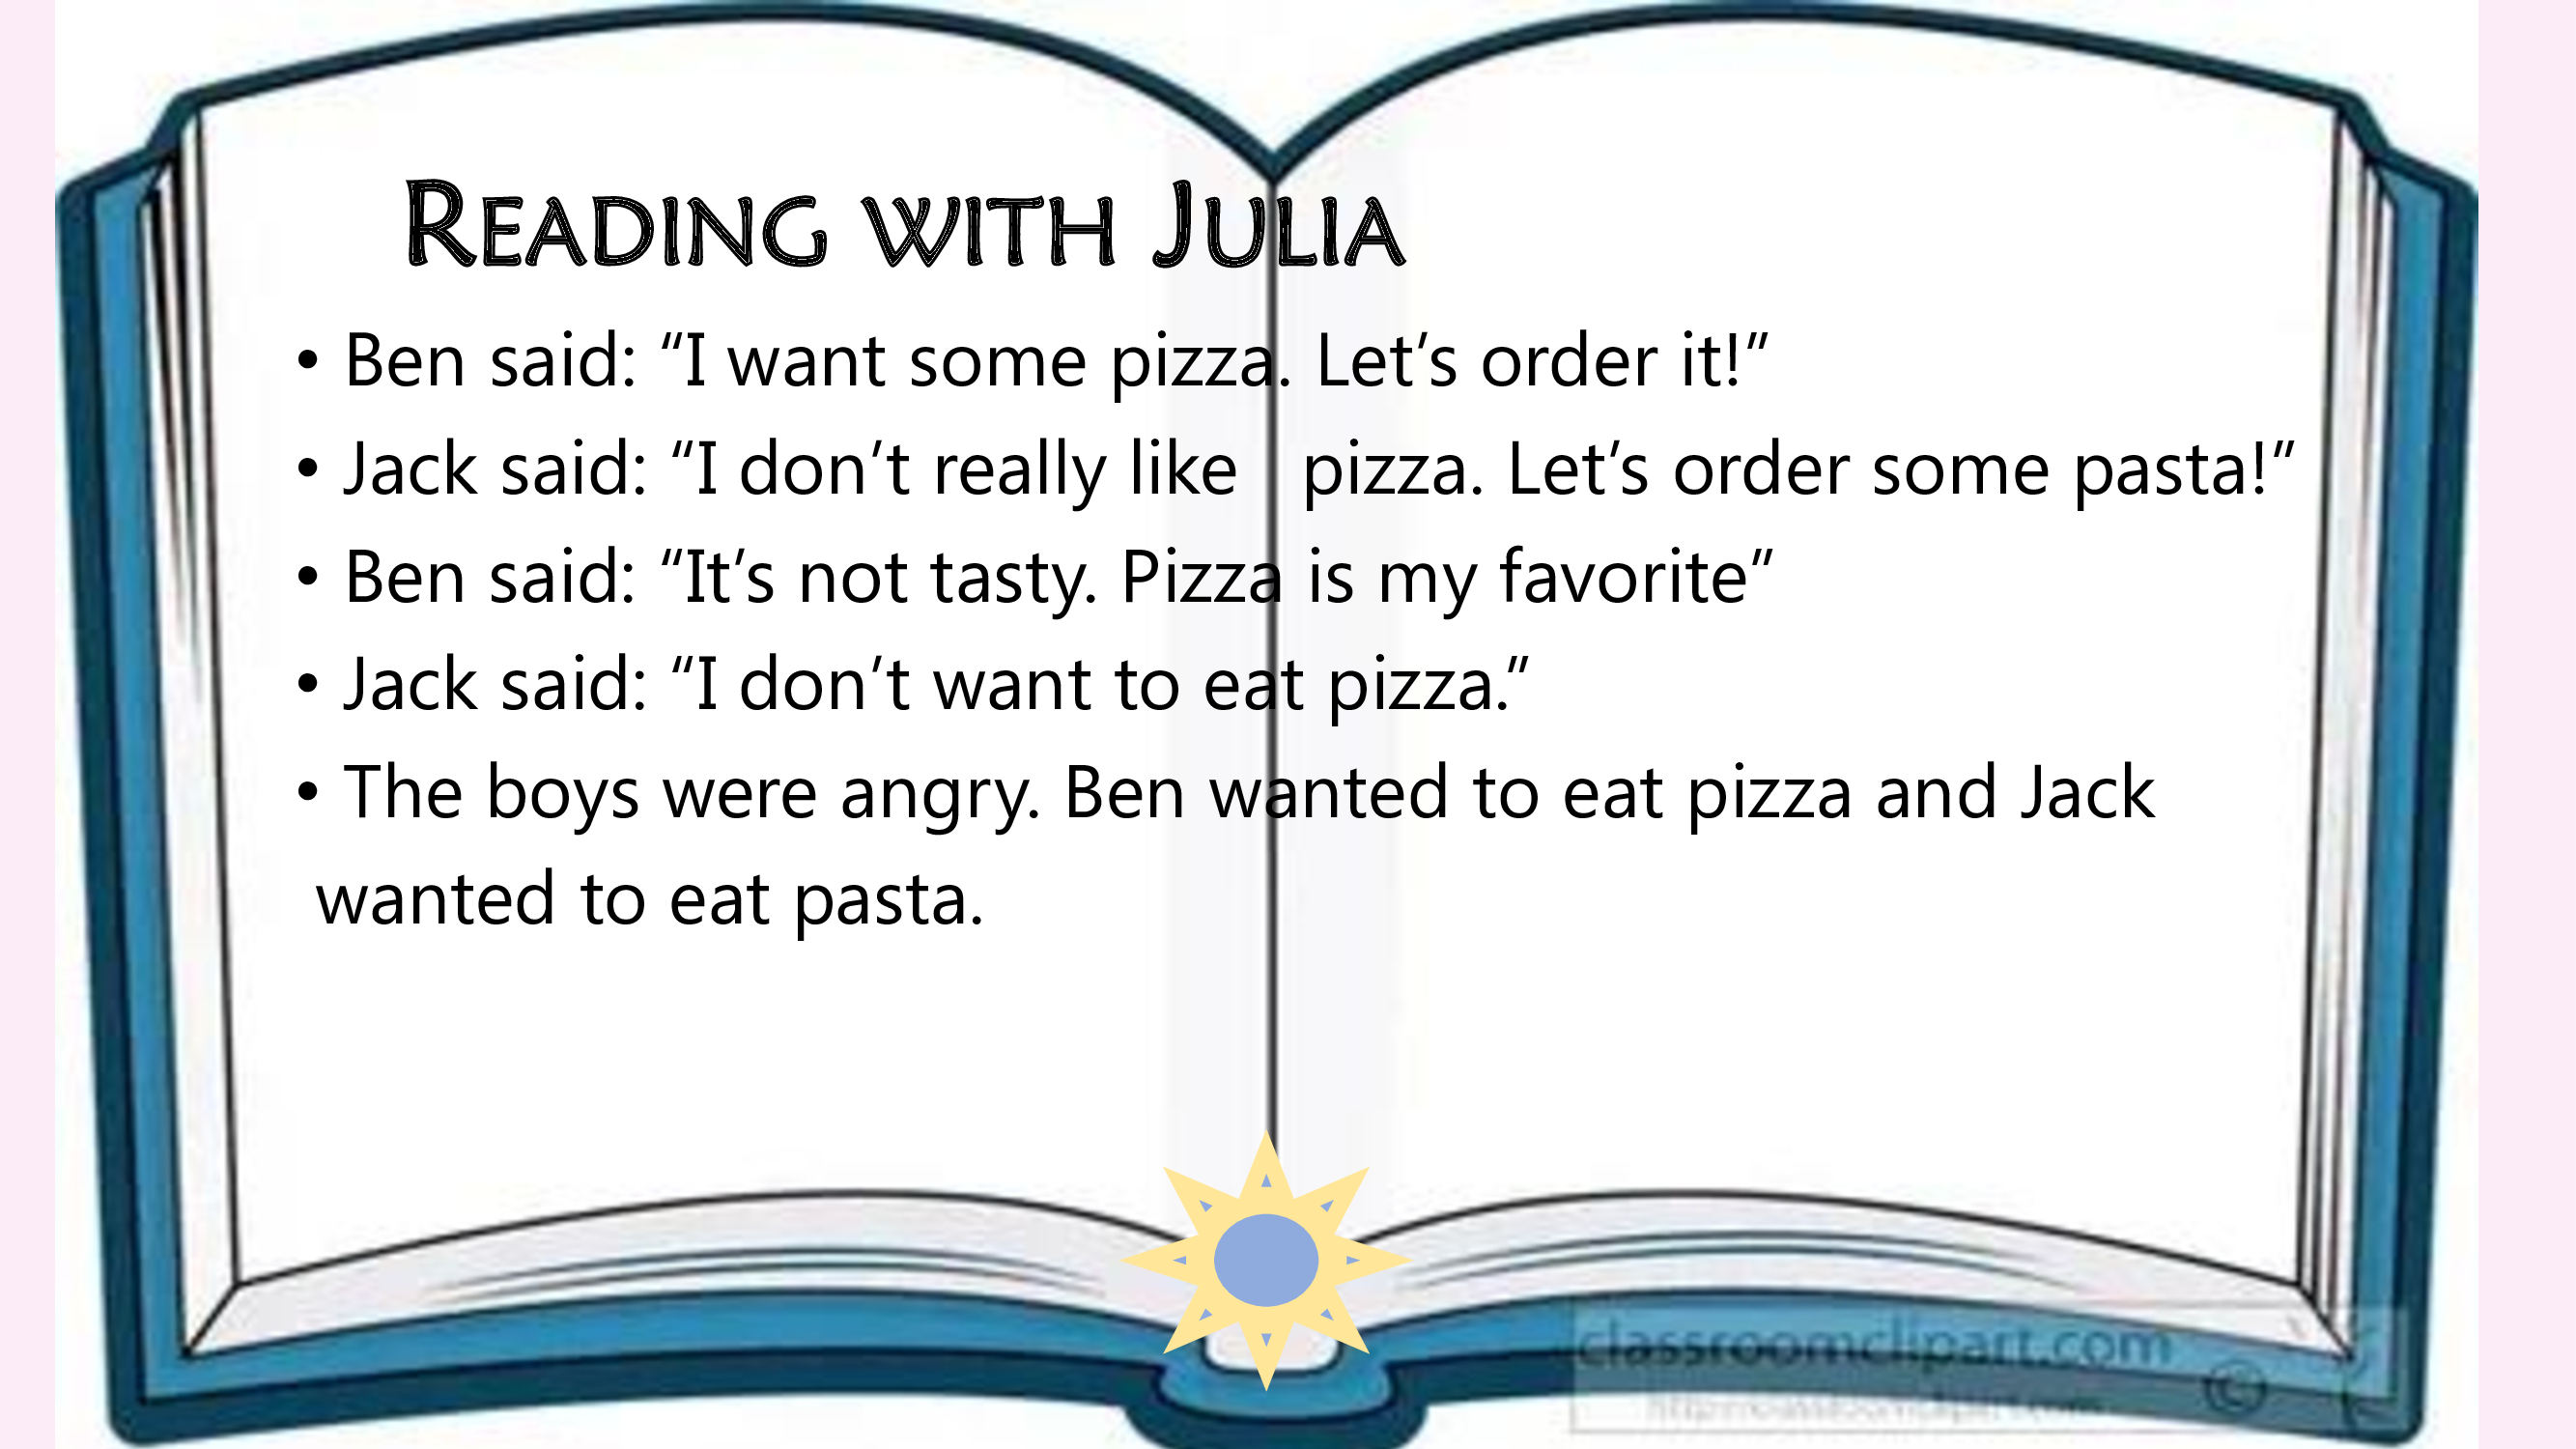 Reading with Julia
• Ben said: “I want some pizza. Let’s order it!”
• Jack said: “I don’t really like   pizza. Let’s order some pasta!”
• Ben said: “It’s not tasty. Pizza is my favorite”
• Jack said: “I don’t want to eat pizza.”
• The boys were angry. Ben wanted to eat pizza and Jack
wanted to eat pasta.
classroomclipart.com
©